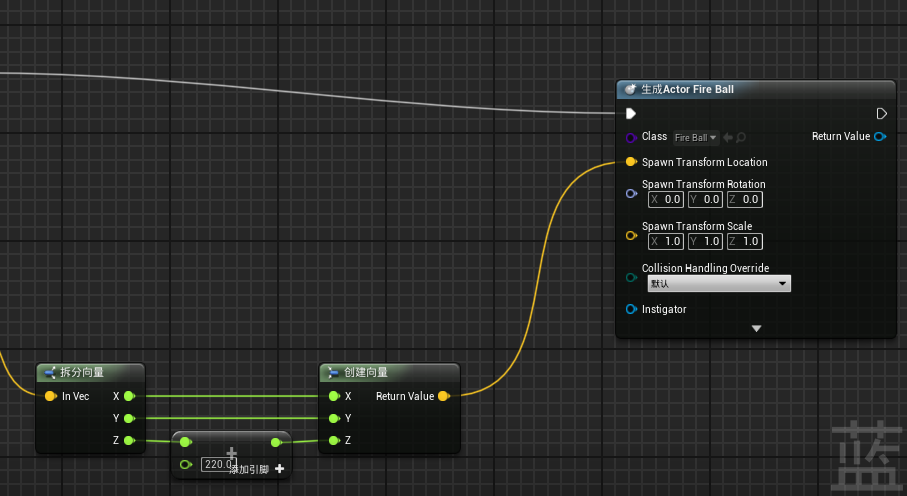 生成Actor Fire Ball
Class Fire Ball
Return Value
Spawn Transform Location
Spawn Transform Rotation
X 0.0 Y 0.0 Z 0.0
Spawn Transform Scale
X 1.0 Y 1.0 Z 1.0
Collision Handling Override
默认
Instigator
拆分向量
In Vec X
Y
Z
220.0
添加引脚 +
创建向量
X Return Value
Y
Z
蓝